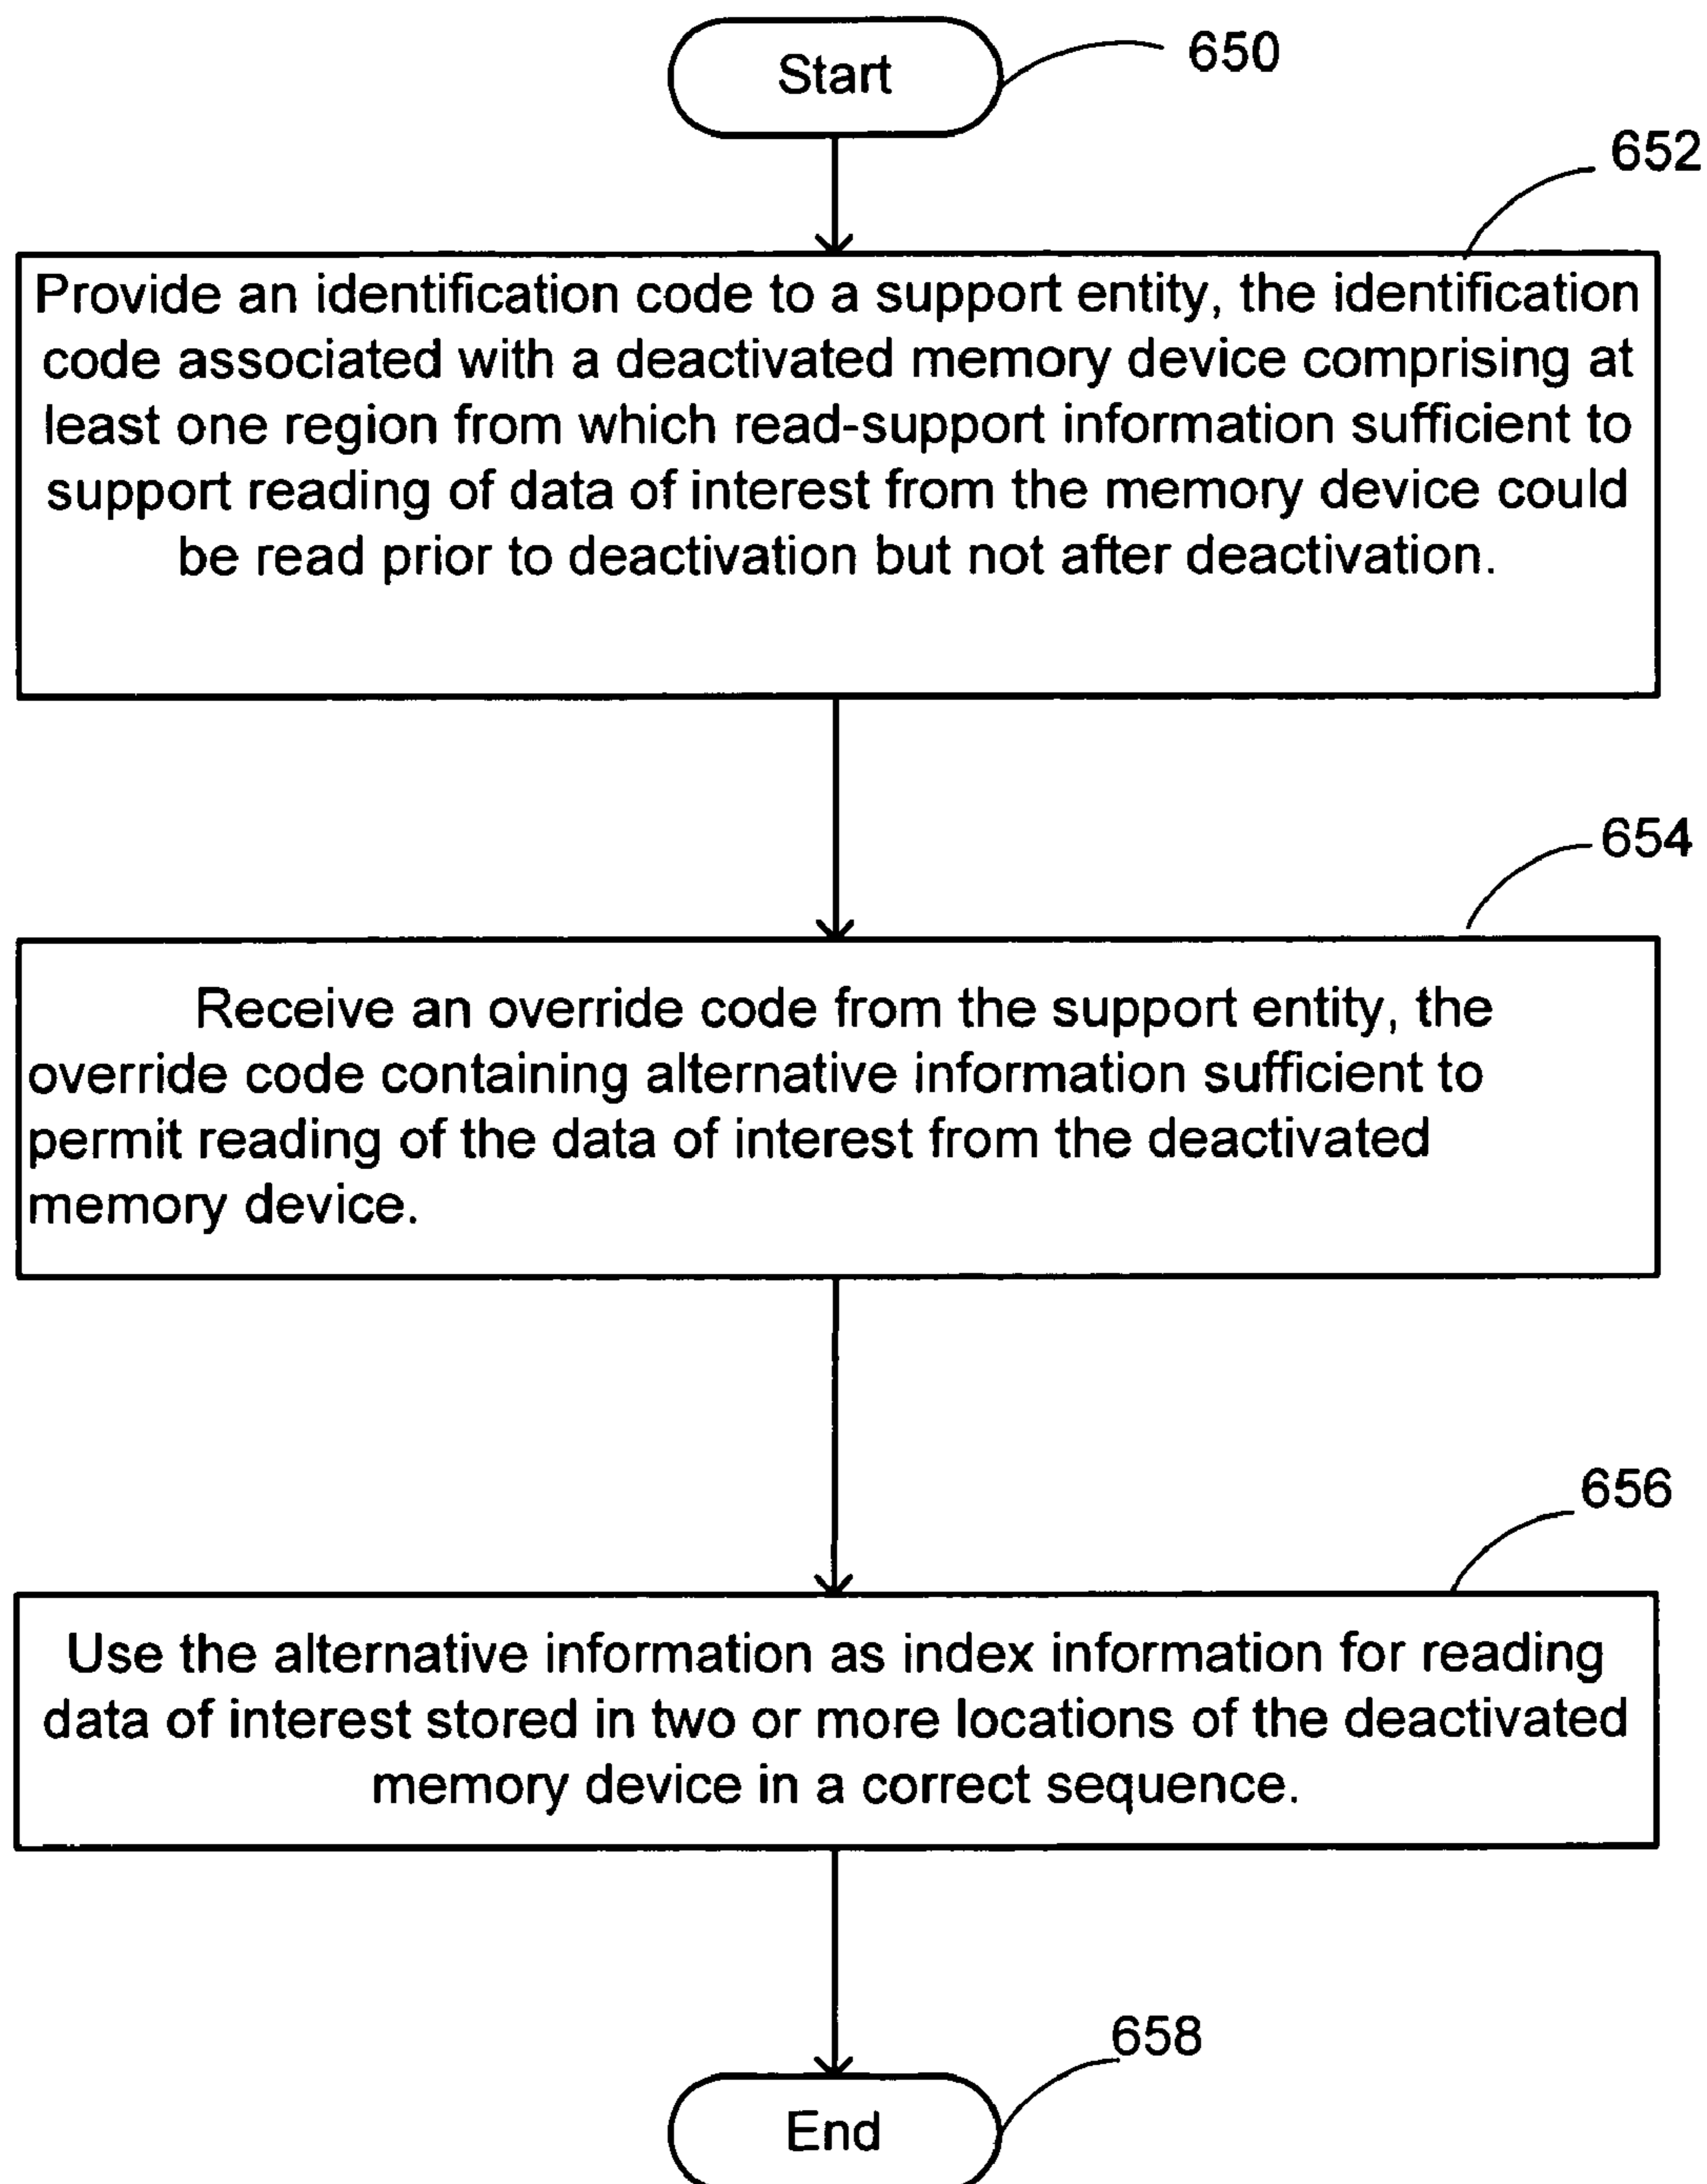 Start
650
652
Provide an identification code to a support entity, the identification
code associated with a deactivated memory device comprising at
least one region from which read-support information sufficient to
support reading of data of interest from the memory device could
be read prior to deactivation but not after deactivation.
654
Receive an override code from the support entity, the
override code containing alternative information sufficient to
permit reading of the data of interest from the deactivated
memory device.
656
Use the alternative information as index information for reading
data of interest stored in two or more locations of the deactivated
memory device in a correct sequence.
658
End